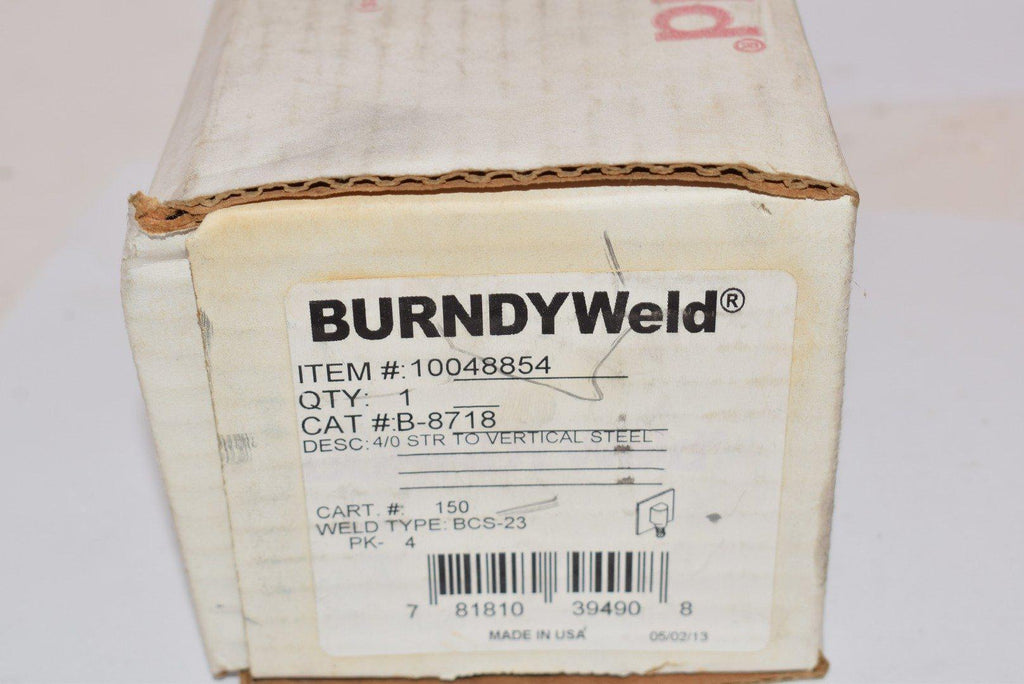 ld®
BURNDYWeld®
ITEM #: 10048854
QTY: 1
CAT #: B-8718
DESC: 4/0 STR TO VERTICAL STEEL
CART. #: 150
WELD TYPE: BCS-23
PK- 4
7 81810 39490 8
MADE IN USA 05/02/13